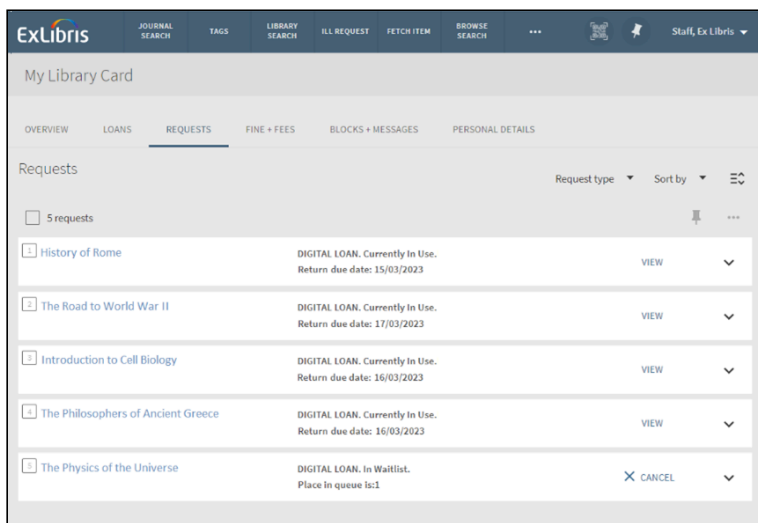 ExLibris
JOURNAL SEARCH
TAGS
LIBRARY SEARCH
ILL REQUEST
FETCH ITEM
BROWSE SEARCH
...
Staff, Ex Libris
My Library Card
OVERVIEW LOANS REQUESTS FINE + FEES BLOCKS + MESSAGES PERSONAL DETAILS
Requests
Request type Sort by
5 requests
1 History of Rome
DIGITAL LOAN. Currently In Use.
Return due date: 15/03/2023
VIEW
2 The Road to World War II
DIGITAL LOAN. Currently In Use.
Return due date: 17/03/2023
VIEW
3 Introduction to Cell Biology
DIGITAL LOAN. Currently In Use.
Return due date: 16/03/2023
VIEW
4 The Philosophers of Ancient Greece
DIGITAL LOAN. Currently In Use.
Return due date: 16/03/2023
VIEW
5 The Physics of the Universe
DIGITAL LOAN. In Waitlist.
Place in queue is:1
CANCEL